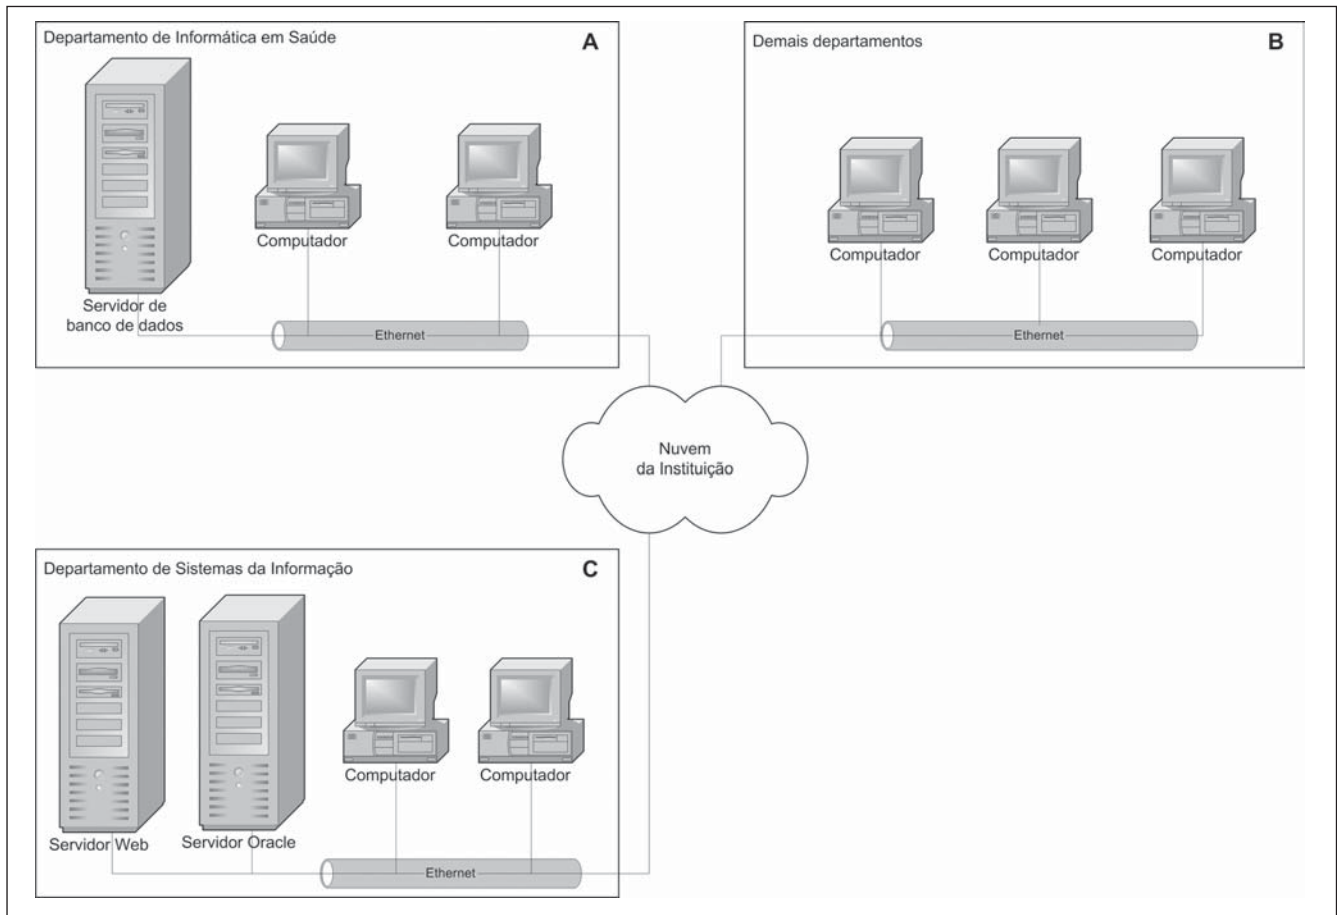 Departamento de Informática em Saúde
A
Servidor de
banco de dados
Computador
Computador
Ethernet
Demais departamentos
B
Computador
Computador
Computador
Ethernet
Nuvem
da Instituição
Departamento de Sistemas da Informação
C
Servidor Web
Servidor Oracle
Computador
Computador
Ethernet